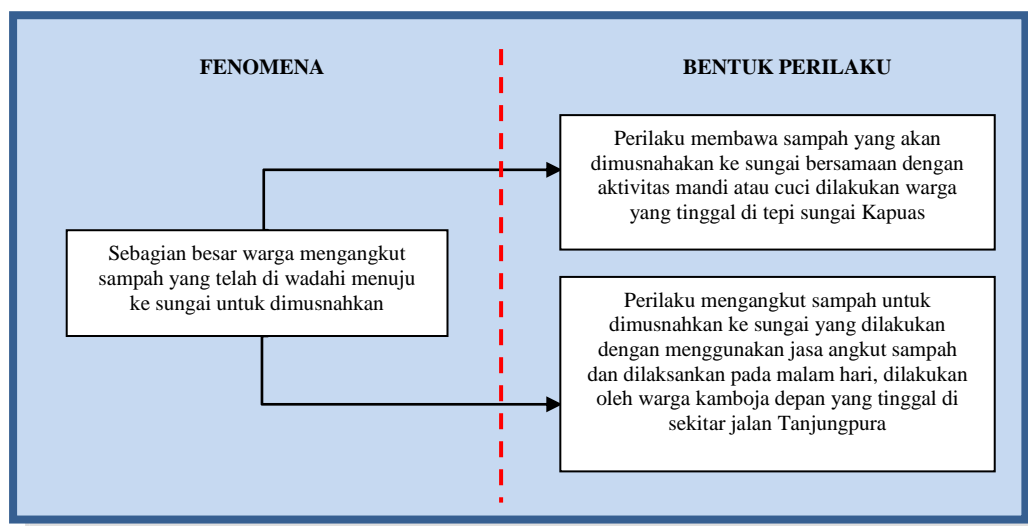 FENOMENA
BENTUK PERILAKU
Sebagian besar warga mengangkut
sampah yang telah di wadahi menuju
ke sungai untuk dimusnahkan
Perilaku membawa sampah yang akan
dimusnahakan ke sungai bersamaan dengan
aktivitas mandi atau cuci dilakukan warga
yang tinggal di tepi sungai Kapuas
Perilaku mengangkut sampah untuk
dimusnahkan ke sungai yang dilakukan
dengan menggunakan jasa angkut sampah
dan dilaksankan pada malam hari, dilakukan
oleh warga kamboja depan yang tinggal di
sekitar jalan Tanjungpura